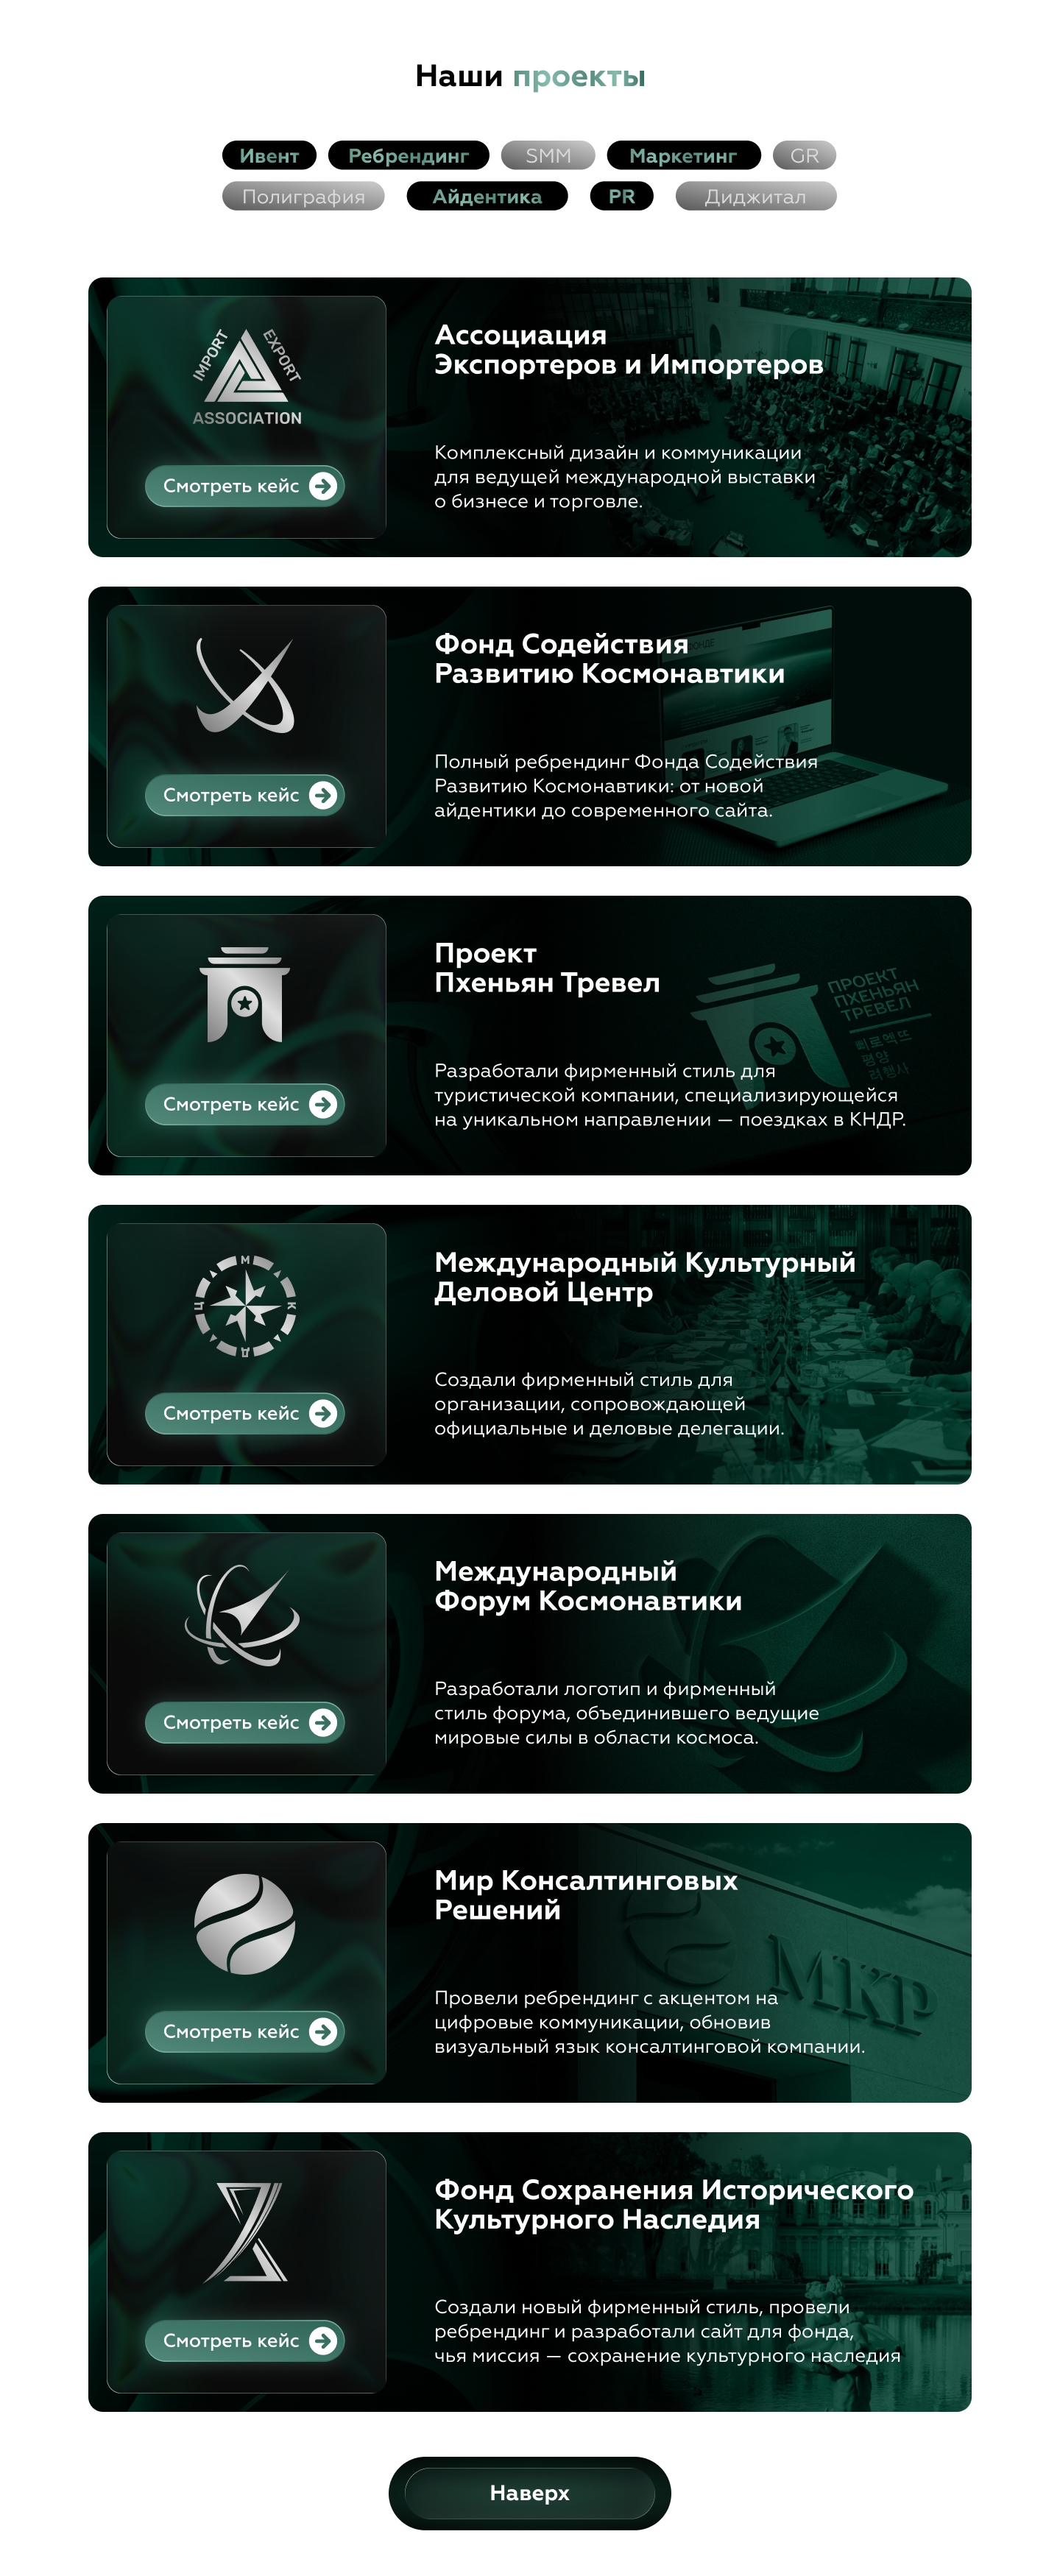 Наши проекты
Ивент Ребрендинг SMM Маркетинг GR
Полиграфия Айдентика PR Диджитал
IMPORT EXPORT
ASSOCIATION
Смотреть кейс
Ассоциация
Экспортеров и Импортеров
Комплексный дизайн и коммуникации
для ведущей международной выставки
о бизнесе и торговле.
Смотреть кейс
Фонд Содействия
Развитию Космонавтики
Полный ребрендинг Фонда Содействия
Развитию Космонавтики: от новой
айдентики до современного сайта.
Смотреть кейс
Проект
Пхеньян Тревел
ПРОЕКТ
ПХЕНЬЯН
ТРЕВЕЛ
평양
Разработали фирменный стиль для
туристической компании, специализирующейся
на уникальном направлении — поездках в КНДР.
М
К
Д
Ц
Смотреть кейс
Международный Культурный
Деловой Центр
Создали фирменный стиль для
организации, сопровождающей
официальные и деловые делегации.
Смотреть кейс
Международный
Форум Космонавтики
Разработали логотип и фирменный
стиль форума, объединившего ведущие
мировые силы в области космоса.
Смотреть кейс
Мир Консалтинговых
Решений
МКР
Провели ребрендинг с акцентом на
цифровые коммуникации, обновив
визуальный язык консалтинговой компании.
Смотреть кейс
Фонд Сохранения Исторического
Культурного Наследия
Создали новый фирменный стиль, провели
ребрендинг и разработали сайт для фонда,
чья миссия — сохранение культурного наследия
Наверх